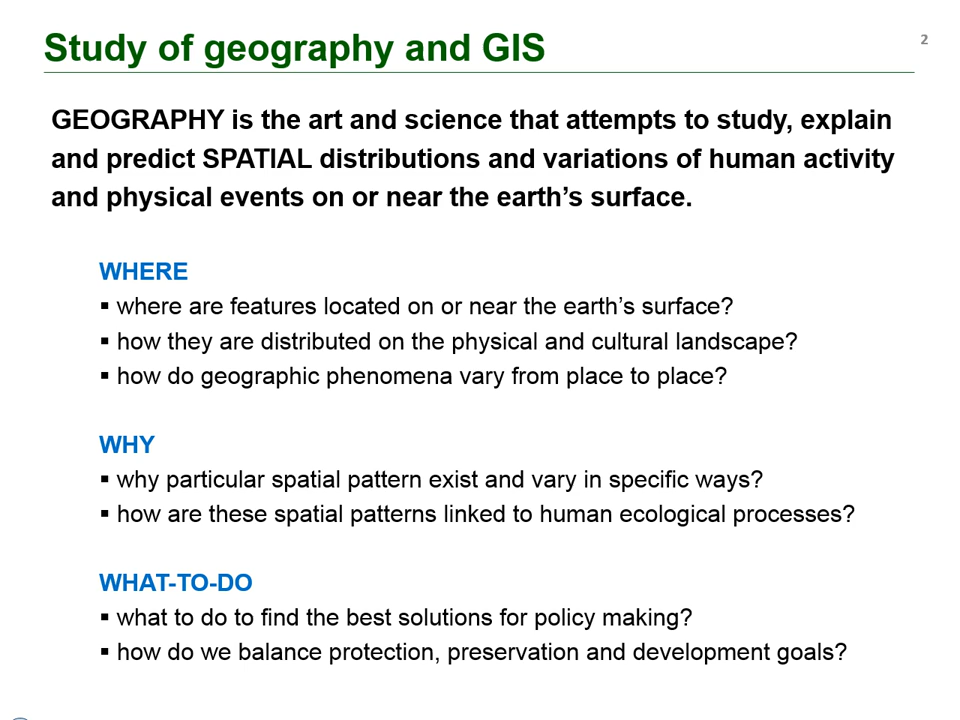 Study of geography and GIS
2
GEOGRAPHY is the art and science that attempts to study, explain
and predict SPATIAL distributions and variations of human activity
and physical events on or near the earth’s surface.
WHERE
▪ where are features located on or near the earth’s surface?
▪ how they are distributed on the physical and cultural landscape?
▪ how do geographic phenomena vary from place to place?
WHY
▪ why particular spatial pattern exist and vary in specific ways?
▪ how are these spatial patterns linked to human ecological processes?
WHAT-TO-DO
▪ what to do to find the best solutions for policy making?
▪ how do we balance protection, preservation and development goals?